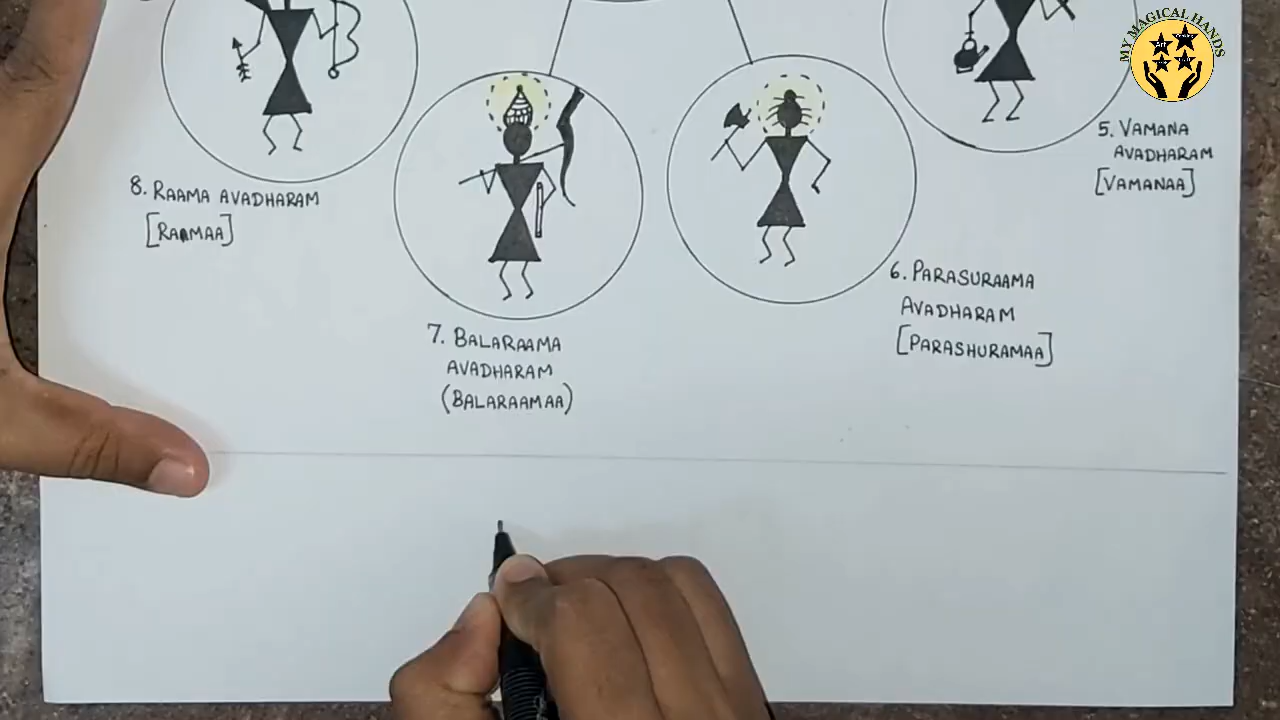 MY MAGICAL HANDS
Art
5. VAMANA
AVADHARAM
[VAMANAA]
8. RAAMA AVADHARAM
[RAAMAA]
6. PARASURAAMA
AVADHARAM
[PARASHURAMAA]
7. BALARAAMA
AVADHARAM
(BALARAAMAA)